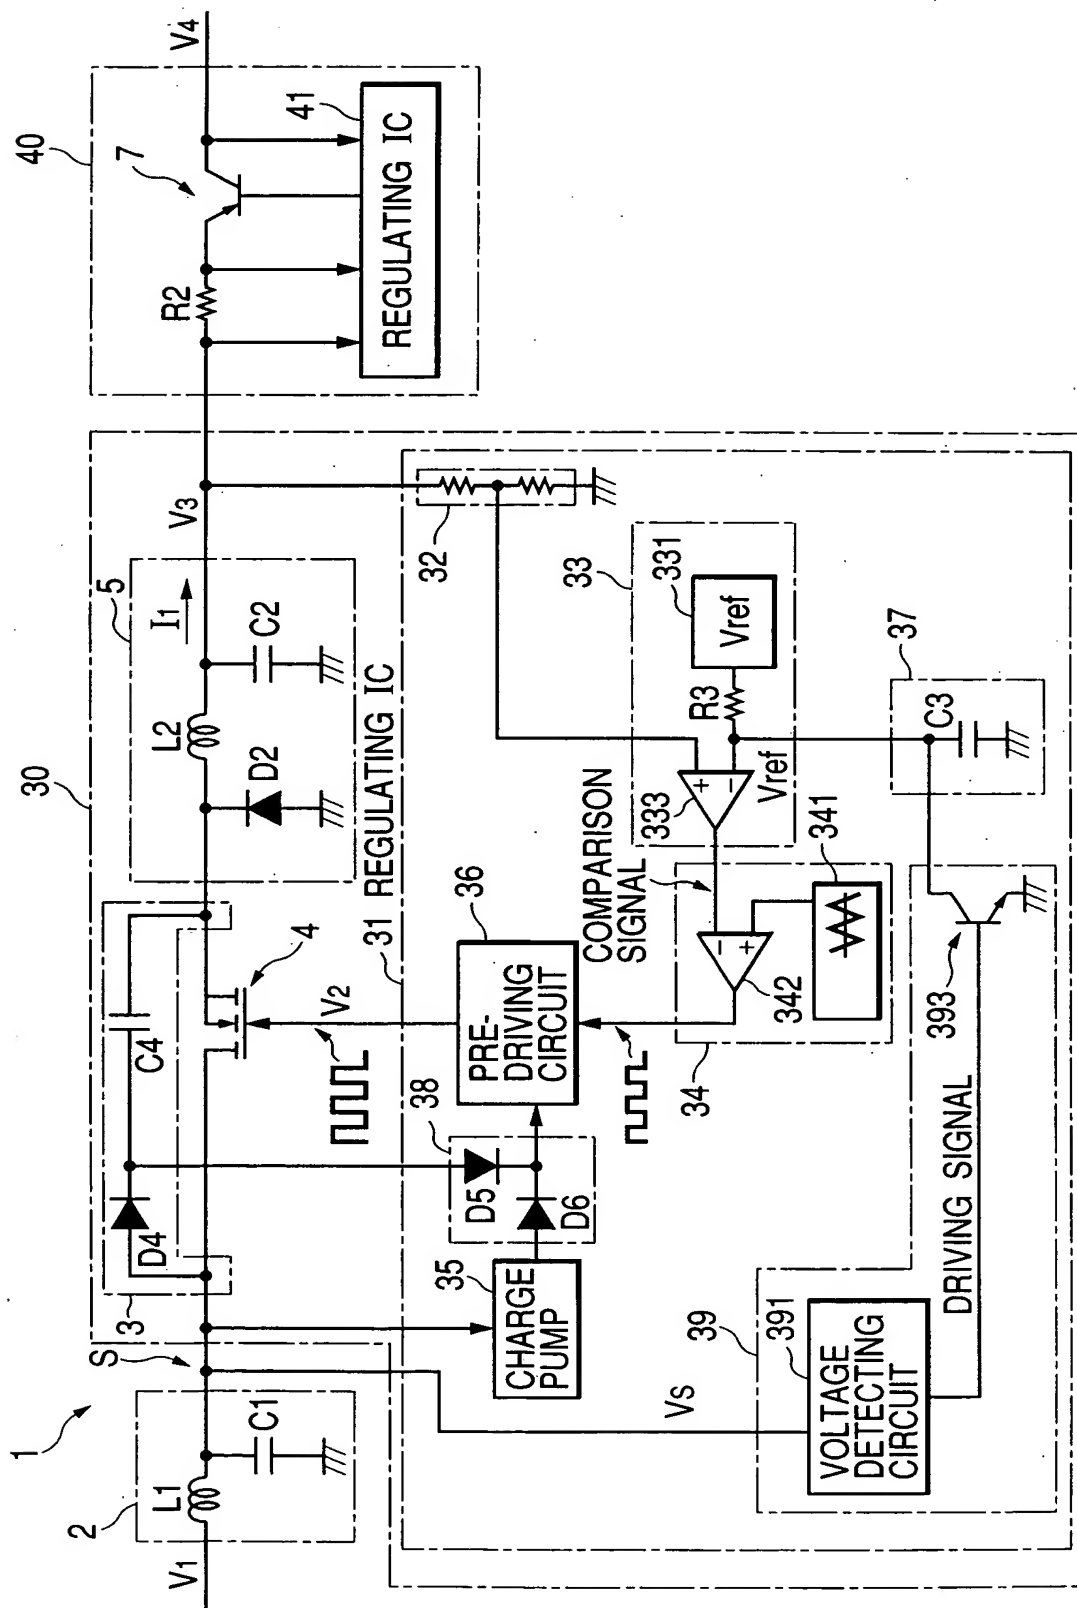 1
V1
2
L1
C1
S
3
D4
C4
4
30
5
L2
D2
I1
C2
V3
40
R2
7
41
REGULATING IC
V4
31 REGULATING IC
V2
36
PRE-
DRIVING
CIRCUIT
38
D5
D6
35
CHARGE
PUMP
32
33
331
Vref
R3
Vref
333
+
−
COMPARISON
SIGNAL
34
342
−
+
341
37
C3
393
DRIVING SIGNAL
39
391
VOLTAGE
DETECTING
CIRCUIT
VS